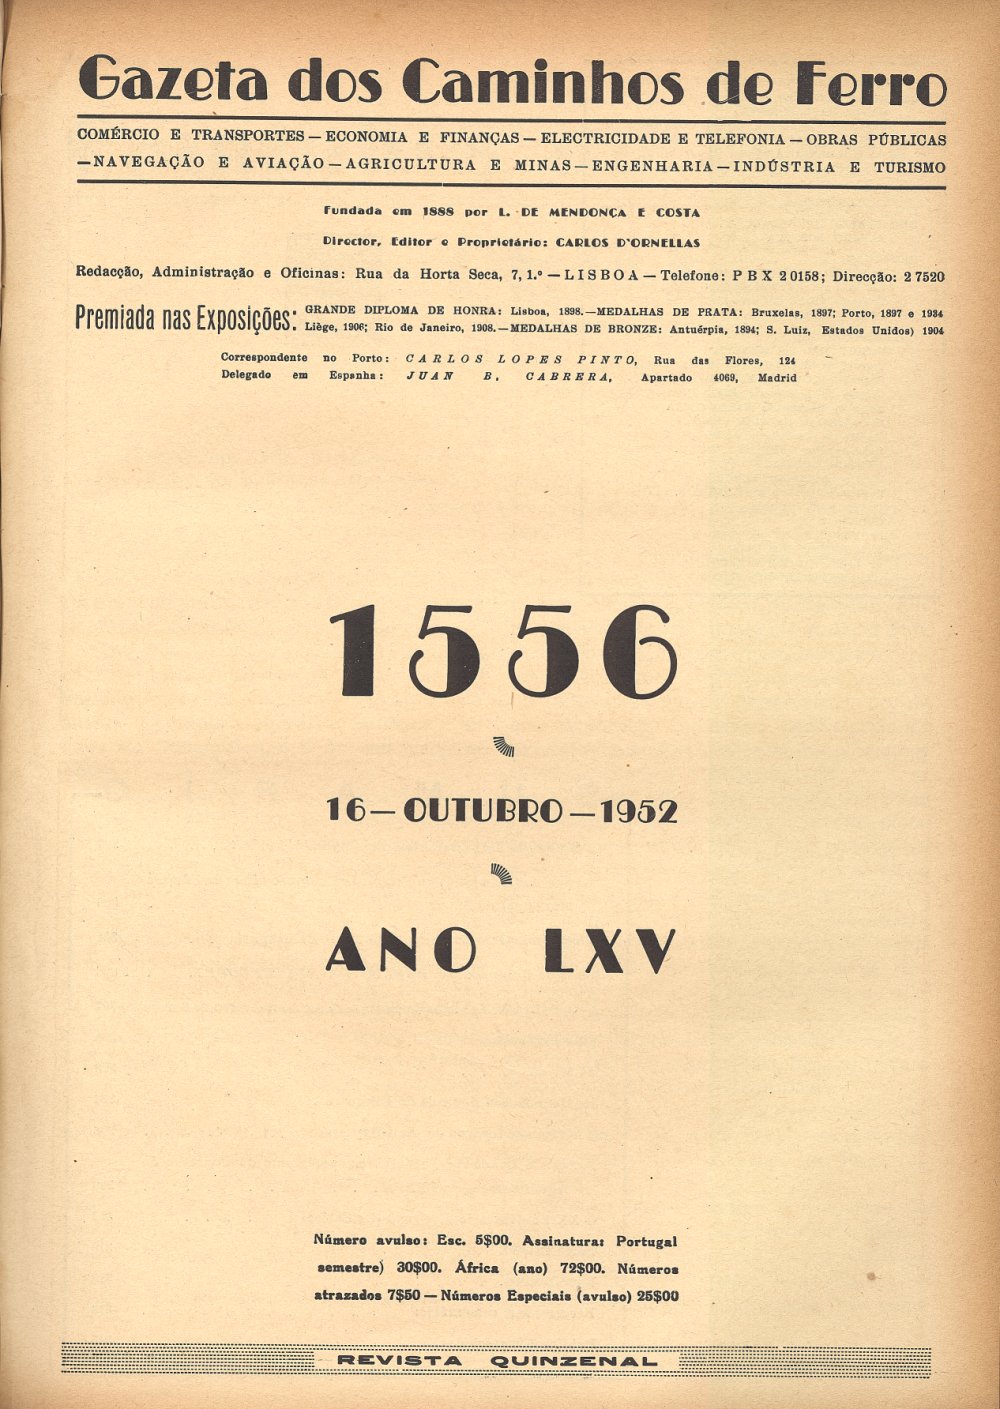 Gazeta dos Caminhos de Ferro
COMÉRCIO E TRANSPORTES — ECONOMIA E FINANÇAS — ELECTRICIDADE E TELEFONIA — OBRAS PÚBLICAS
— NAVEGAÇÃO E AVIAÇÃO — AGRICULTURA E MINAS — ENGENHARIA — INDÚSTRIA E TURISMO
Fundada em 1888 por L. DE MENDONÇA E COSTA
Director, Editor e Proprietário: CARLOS D'ORNELLAS
Redacção, Administração e Oficinas: Rua da Horta Seca, 7, 1.º — LISBOA — Telefone: PBX 20158; Direcção: 27520
Premiada nas Exposições: GRANDE DIPLOMA DE HONRA: Lisboa, 1898. — MEDALHAS DE PRATA: Bruxelas, 1897; Porto, 1897 e 1934
Liège, 1906; Rio de Janeiro, 1908. — MEDALHAS DE BRONZE: Antuérpia, 1894; S. Luiz, Estados Unidos) 1904
Correspondente no Porto: CARLOS LOPES PINTO, Rua das Flores, 124
Delegado em Espanha: JUAN B. CABRERA, Apartado 4069, Madrid
1556
16 — OUTUBRO — 1952
ANO LXV
Número avulso: Esc. 5$00. Assinatura: Portugal
semestre) 30$00. África (ano) 72$00. Números
atrazados 7$50 — Números Especiais (avulso) 25$00
REVISTA QUINZENAL